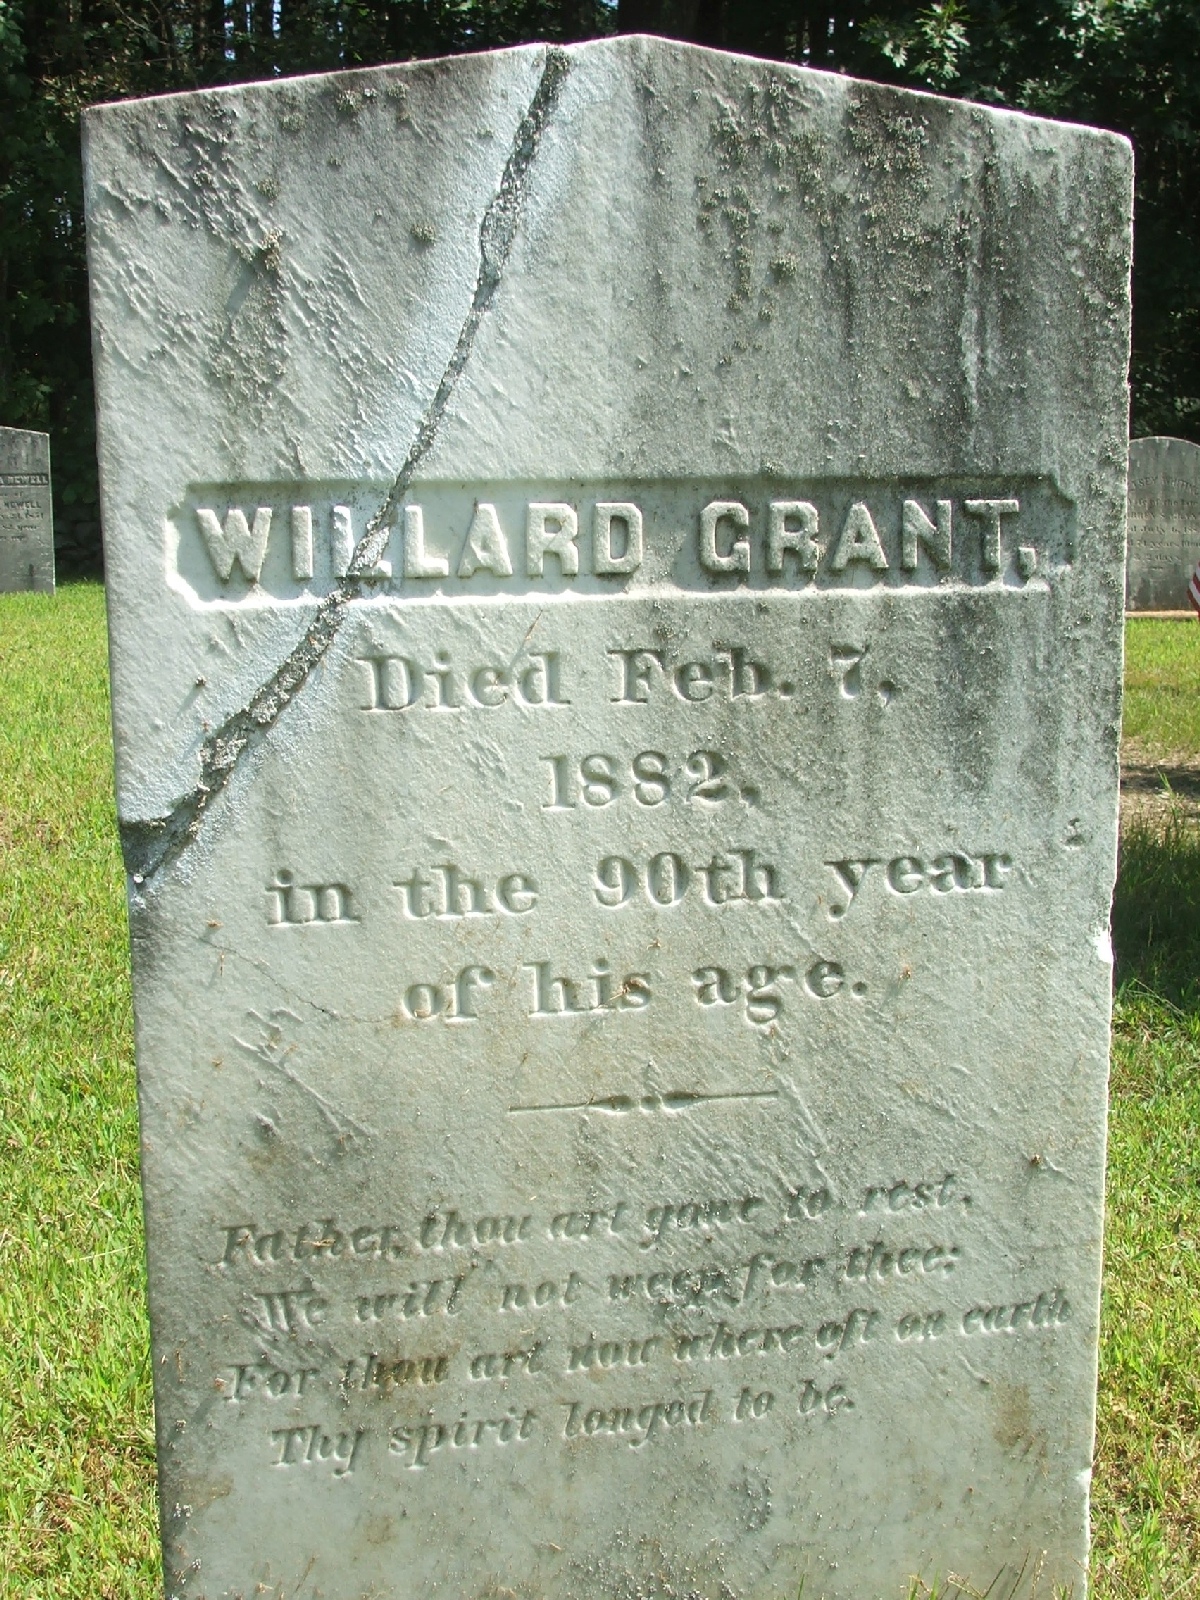 WILLARD GRANT,
Died Feb. 7,
1882,
in the 90th year
of his age.
Father, thou art gone to rest,
We will not weep for thee:
For thou art now where oft on earth
Thy spirit longed to be.
NEWELL
NEWELL